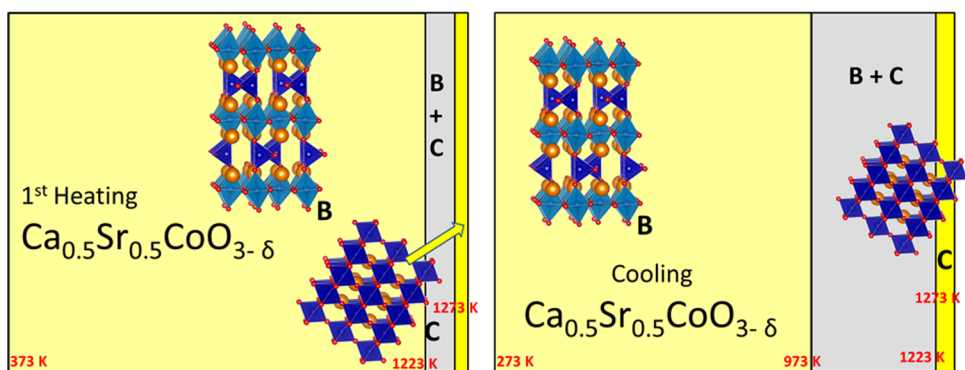 B
+
C
1st Heating
B
Ca0.5Sr0.5CoO3- δ
1273 K
C
373 K
1223 K
B + C
B
Cooling
C
Ca0.5Sr0.5CoO3- δ
1273 K
273 K
973 K
1223 K